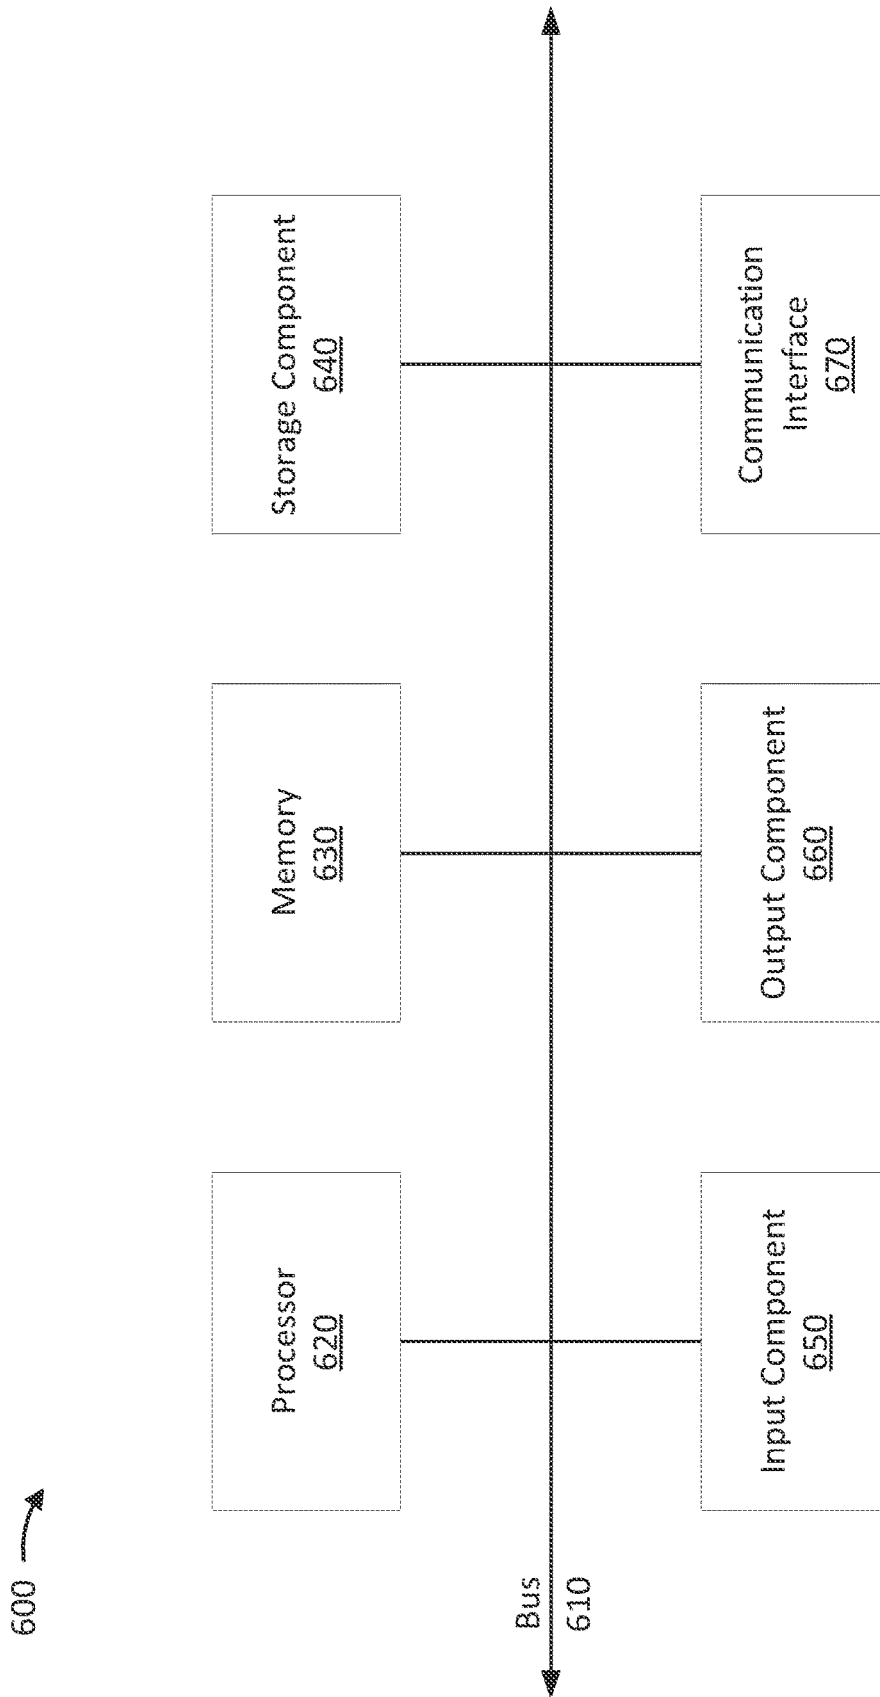 600
Processor
620
Memory
630
Storage Component
640
Bus
610
Input Component
650
Output Component
660
Communication
Interface
670